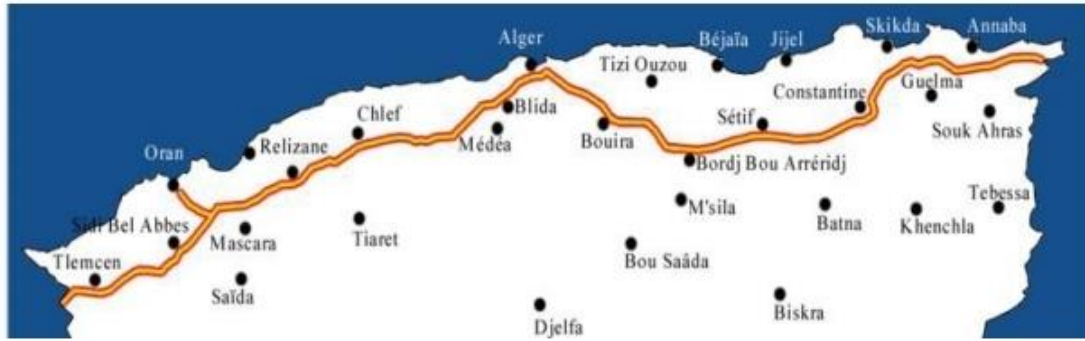 Skikda
Annaba
Alger
Béjaïa
Jijel
Tizi Ouzou
Guelma
Constantine
Chlef
Blida
Sétif
Souk Ahras
Relizane
Médéa
Bouira
Oran
Bordj Bou Arréridj
Tebessa
M'sila
Sidi Bel Abbes
Batna
Khenchla
Mascara
Tiaret
Tlemcen
Bou Saâda
Saïda
Biskra
Djelfa